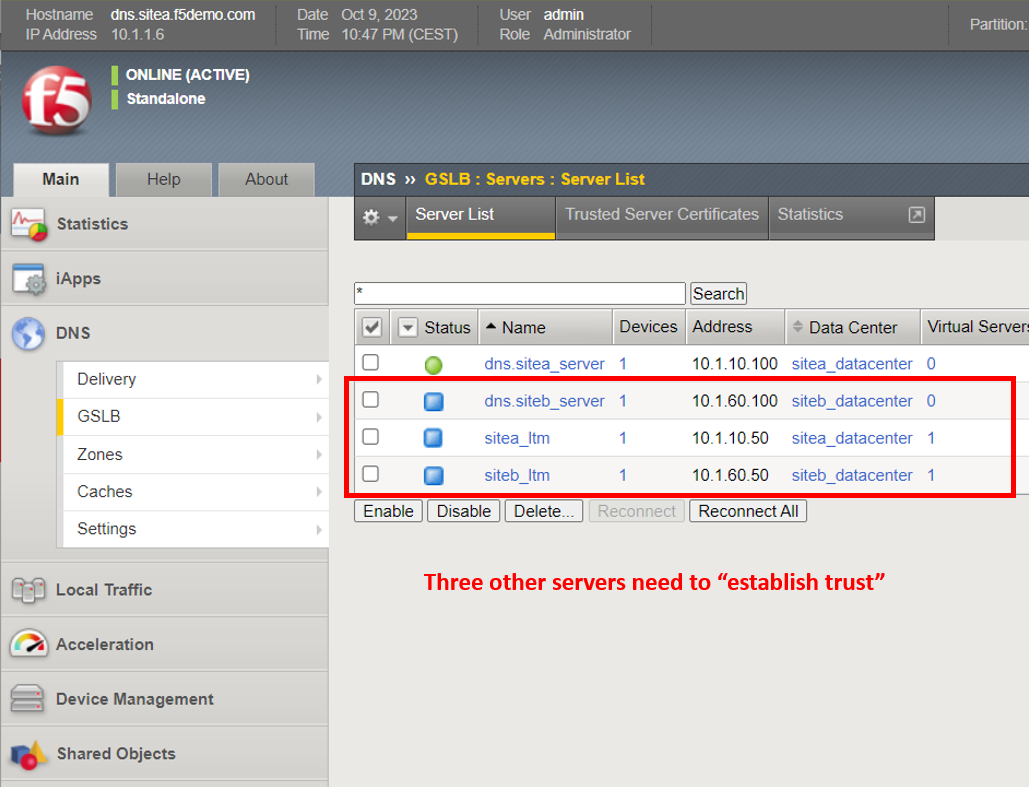 Hostname dns.sitea.f5demo.com Date Oct 9, 2023 User admin
IP Address 10.1.1.6 Time 10:47 PM (CEST) Role Administrator Partition:
f5
ONLINE (ACTIVE)
Standalone
Main Help About
DNS ›› GSLB : Servers : Server List
Server List Trusted Server Certificates Statistics
Statistics
iApps
DNS
Delivery
GSLB
Zones
Caches
Settings
Local Traffic
Acceleration
Device Management
Shared Objects
* Search
Status Name Devices Address Data Center Virtual Servers
dns.sitea_server 1 10.1.10.100 sitea_datacenter 0
dns.siteb_server 1 10.1.60.100 siteb_datacenter 0
sitea_ltm 1 10.1.10.50 sitea_datacenter 1
siteb_ltm 1 10.1.60.50 siteb_datacenter 1
Enable Disable Delete... Reconnect Reconnect All
Three other servers need to “establish trust”